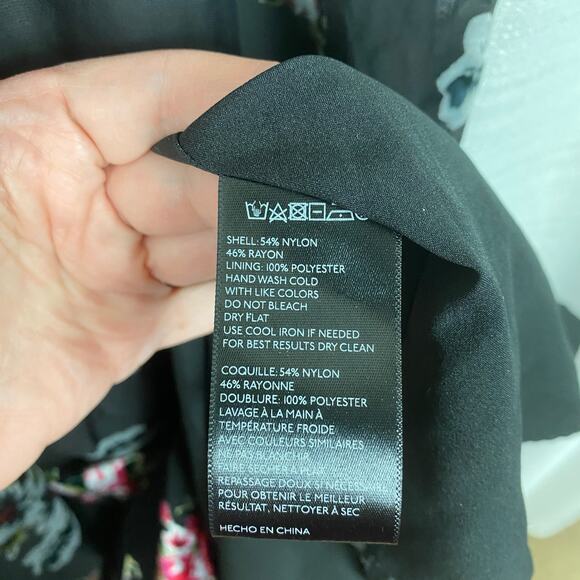 SHELL: 54% NYLON
46% RAYON
LINING: 100% POLYESTER
HAND WASH COLD
WITH LIKE COLORS
DO NOT BLEACH
DRY FLAT
USE COOL IRON IF NEEDED
FOR BEST RESULTS DRY CLEAN
COQUILLE: 54% NYLON
46% RAYONNE
DOUBLURE: 100% POLYESTER
LAVAGE À LA MAIN À
TEMPÉRATURE FROIDE
AVEC COULEURS SIMILAIRES
NE PAS BLANCHIR
FAIRE SÉCHER À PLAT
REPASSAGE DOUX SI NÉCESS.
POUR OBTENIR LE MEILLEUR
RÉSULTAT, NETTOYER À SEC
HECHO EN CHINA